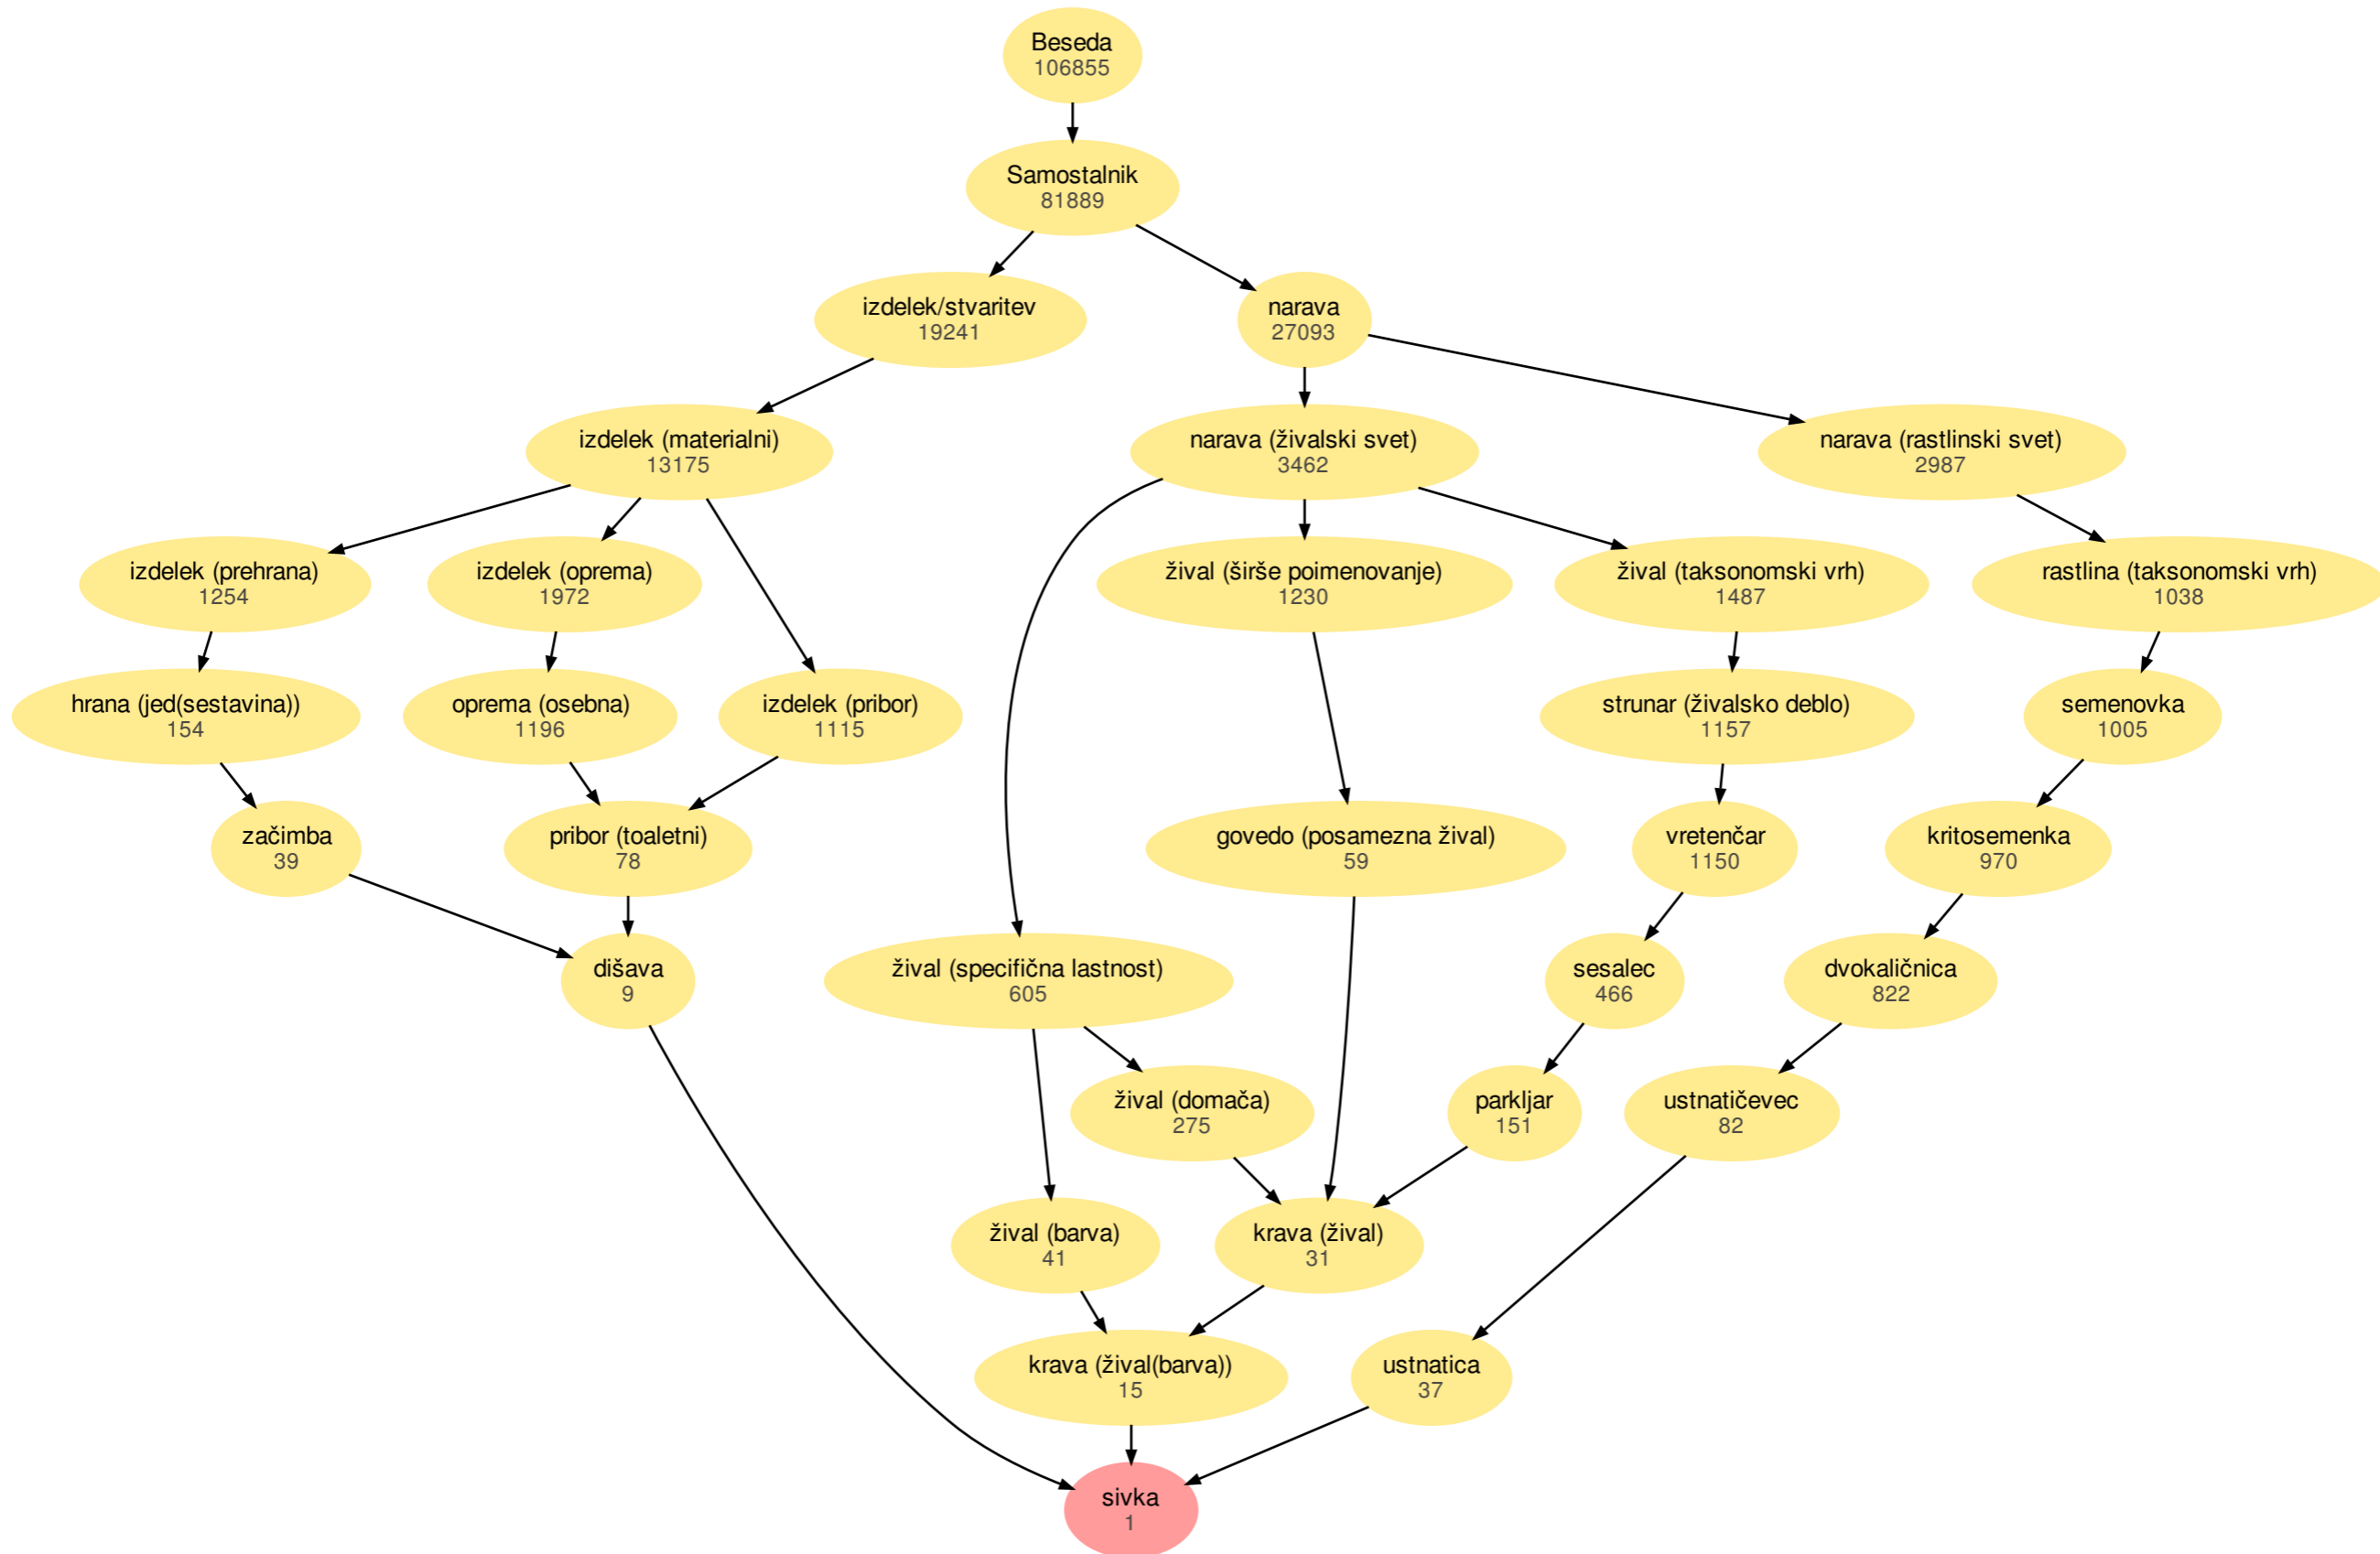 Beseda
106855
Samostalnik
81889
izdelek/stvaritev
19241
narava
27093
izdelek (materialni)
13175
narava (živalski svet)
3462
narava (rastlinski svet)
2987
izdelek (prehrana)
1254
izdelek (oprema)
1972
žival (širše poimenovanje)
1230
žival (taksonomski vrh)
1487
rastlina (taksonomski vrh)
1038
hrana (jed(sestavina))
154
oprema (osebna)
1196
izdelek (pribor)
1115
strunar (živalsko deblo)
1157
semenovka
1005
začimba
39
pribor (toaletni)
78
govedo (posamezna žival)
59
vretenčar
1150
kritosemenka
970
dišava
9
žival (specifična lastnost)
605
sesalec
466
dvokaličnica
822
žival (domača)
275
parkljar
151
ustnatičevec
82
žival (barva)
41
krava (žival)
31
krava (žival(barva))
15
ustnatica
37
sivka
1